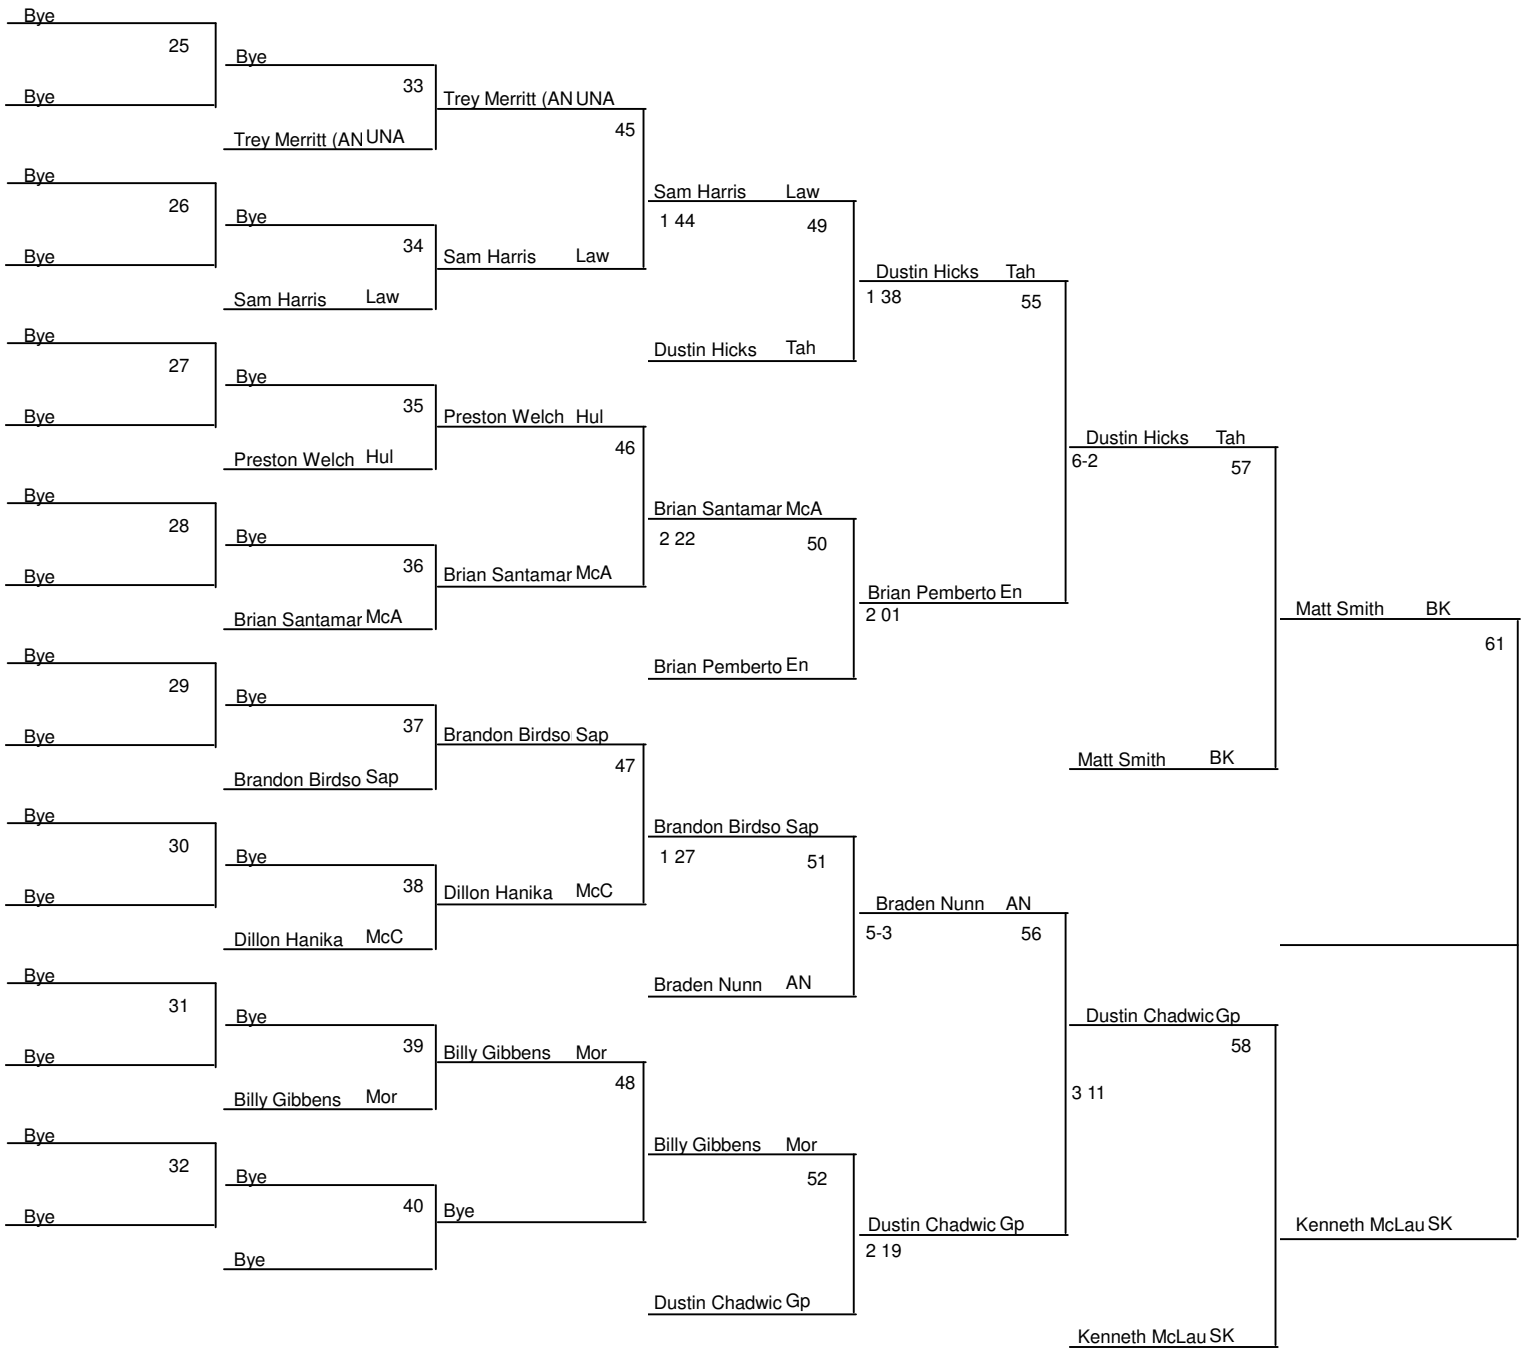 Bye
25
Bye
Bye
33
Trey Merritt (AN UNA
Bye
Trey Merritt (AN UNA
45
Bye
26
Bye
Sam Harris Law
1 44
49
34
Sam Harris Law
Bye
Sam Harris Law
Dustin Hicks Tah
1 38
55
Bye
27
Dustin Hicks Tah
Bye
35
Preston Welch Hul
Bye
Preston Welch Hul
46
Dustin Hicks Tah
6-2
57
Bye
28
Bye
Brian Santamar McA
2 22
50
36
Brian Santamar McA
Bye
Brian Santamar McA
Brian Pemberto En
2 01
Matt Smith BK
61
Bye
29
Brian Pemberto En
Bye
37
Brandon Birdso Sap
Bye
Brandon Birdso Sap
47
Matt Smith BK
Bye
30
Bye
Brandon Birdso Sap
1 27
51
38
Dillon Hanika McC
Bye
Dillon Hanika McC
Braden Nunn AN
5-3
56
Bye
31
Braden Nunn AN
Bye
39
Billy Gibbens Mor
Bye
Billy Gibbens Mor
48
Dustin Chadwic Gp
58
3 11
Bye
32
Bye
Billy Gibbens Mor
52
40
Bye
Bye
Bye
Dustin Chadwic Gp
2 19
Kenneth McLau SK
Dustin Chadwic Gp
Kenneth McLau SK